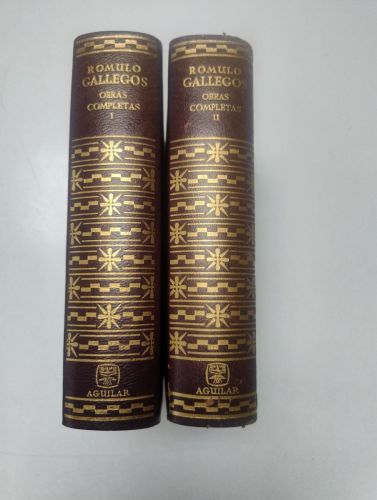 ROMULO
GALLEGOS
OBRAS
COMPLETAS
I
AGUILAR
ROMULO
GALLEGOS
OBRAS
COMPLETAS
II
AGUILAR